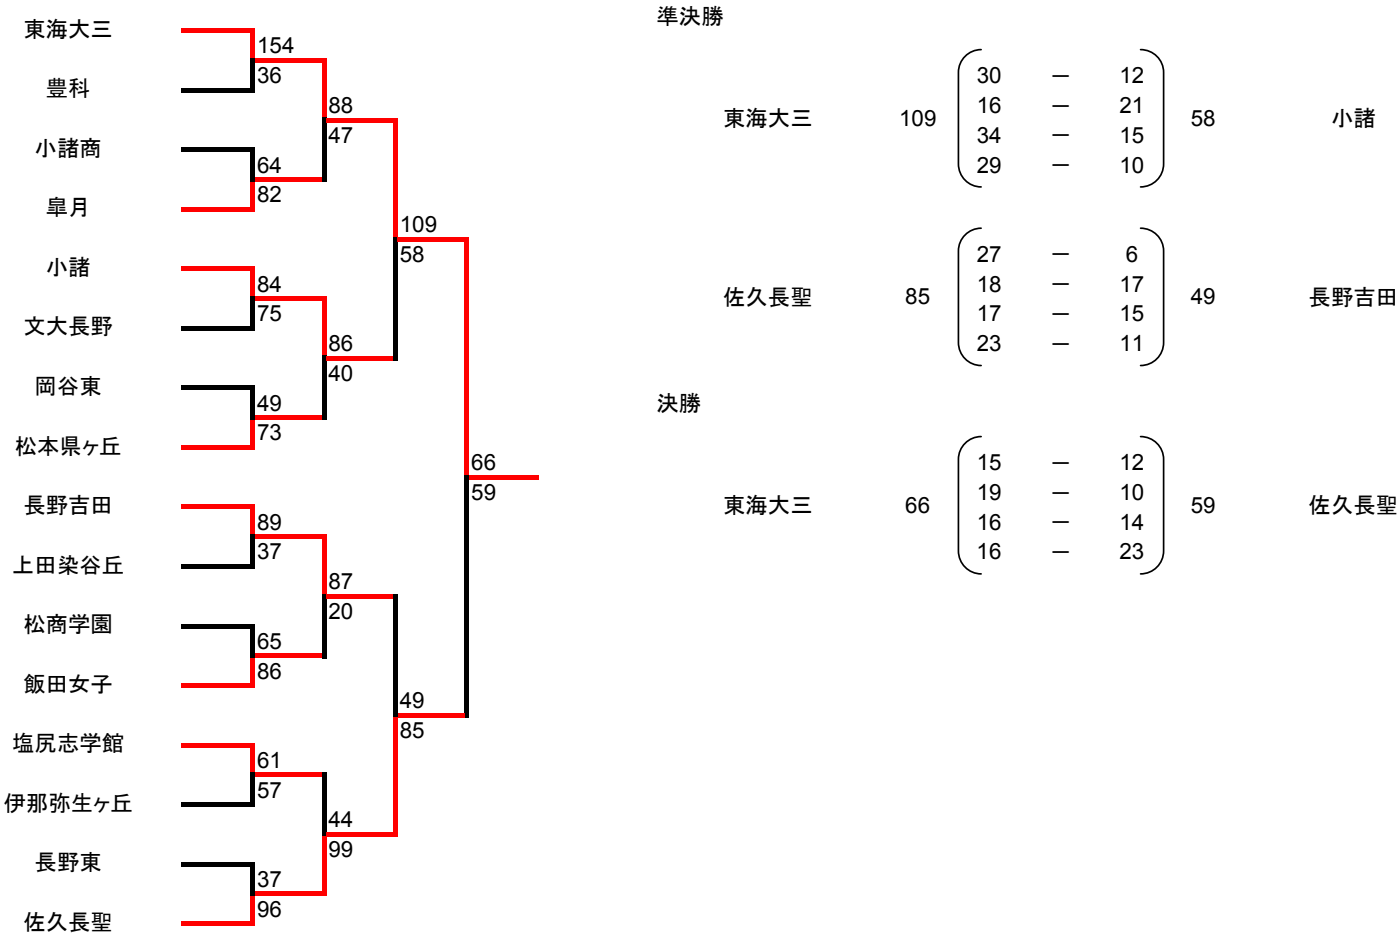 東海大三
154
36
豊科
88
47
小諸商
64
82
皐月
109
58
小諸
84
75
文大長野
86
40
岡谷東
49
73
松本県ヶ丘
66
59
長野吉田
89
37
上田染谷丘
87
20
松商学園
65
86
飯田女子
49
85
塩尻志学館
61
57
伊那弥生ヶ丘
44
99
長野東
37
96
佐久長聖
準決勝
30 － 12
16 － 21
東海大三 109 58 小諸
34 － 15
29 － 10
27 － 6
18 － 17
佐久長聖 85 49 長野吉田
17 － 15
23 － 11
決勝
15 － 12
19 － 10
東海大三 66 59 佐久長聖
16 － 14
16 － 23